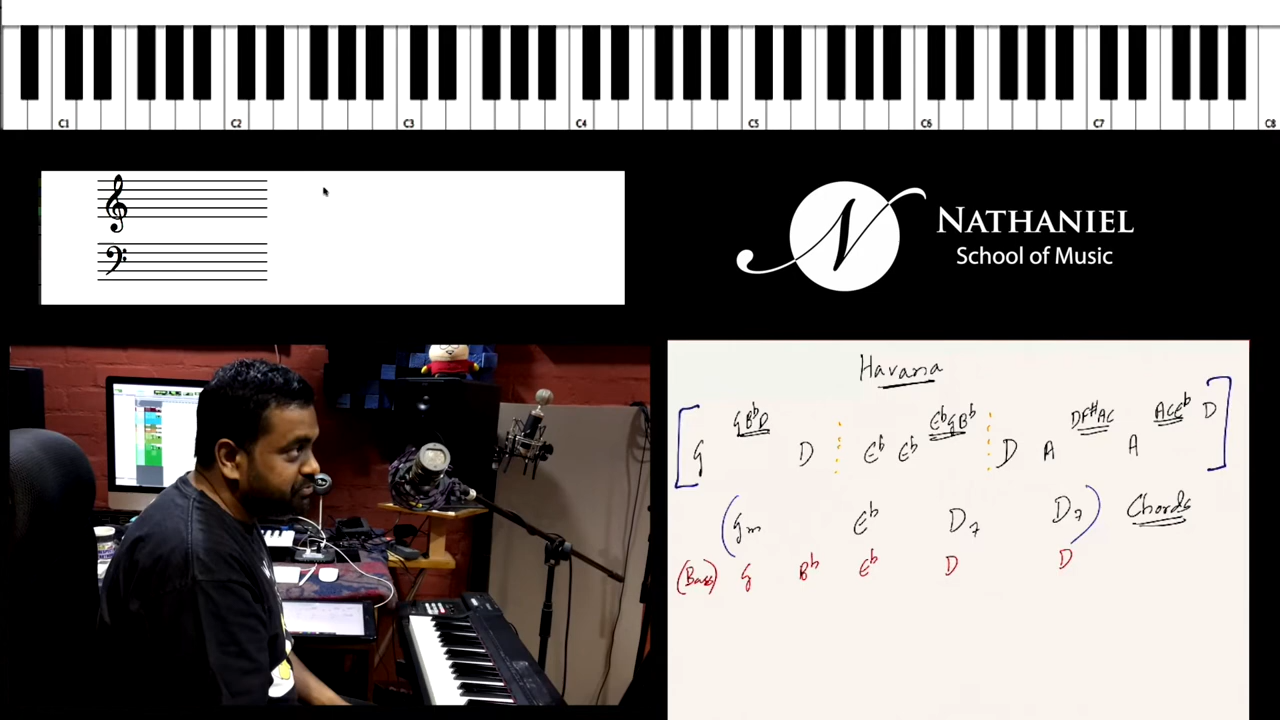 C1 C2 C3 C4 C5 C6 C7 C8
NATHANIEL
School of Music
Havana
GB♭D E♭GB♭ DF#AC ACE♭ D
G D E♭ E♭ D A A
(Gm E♭ D7 D7) Chords
(Bass) G B♭ E♭ D D